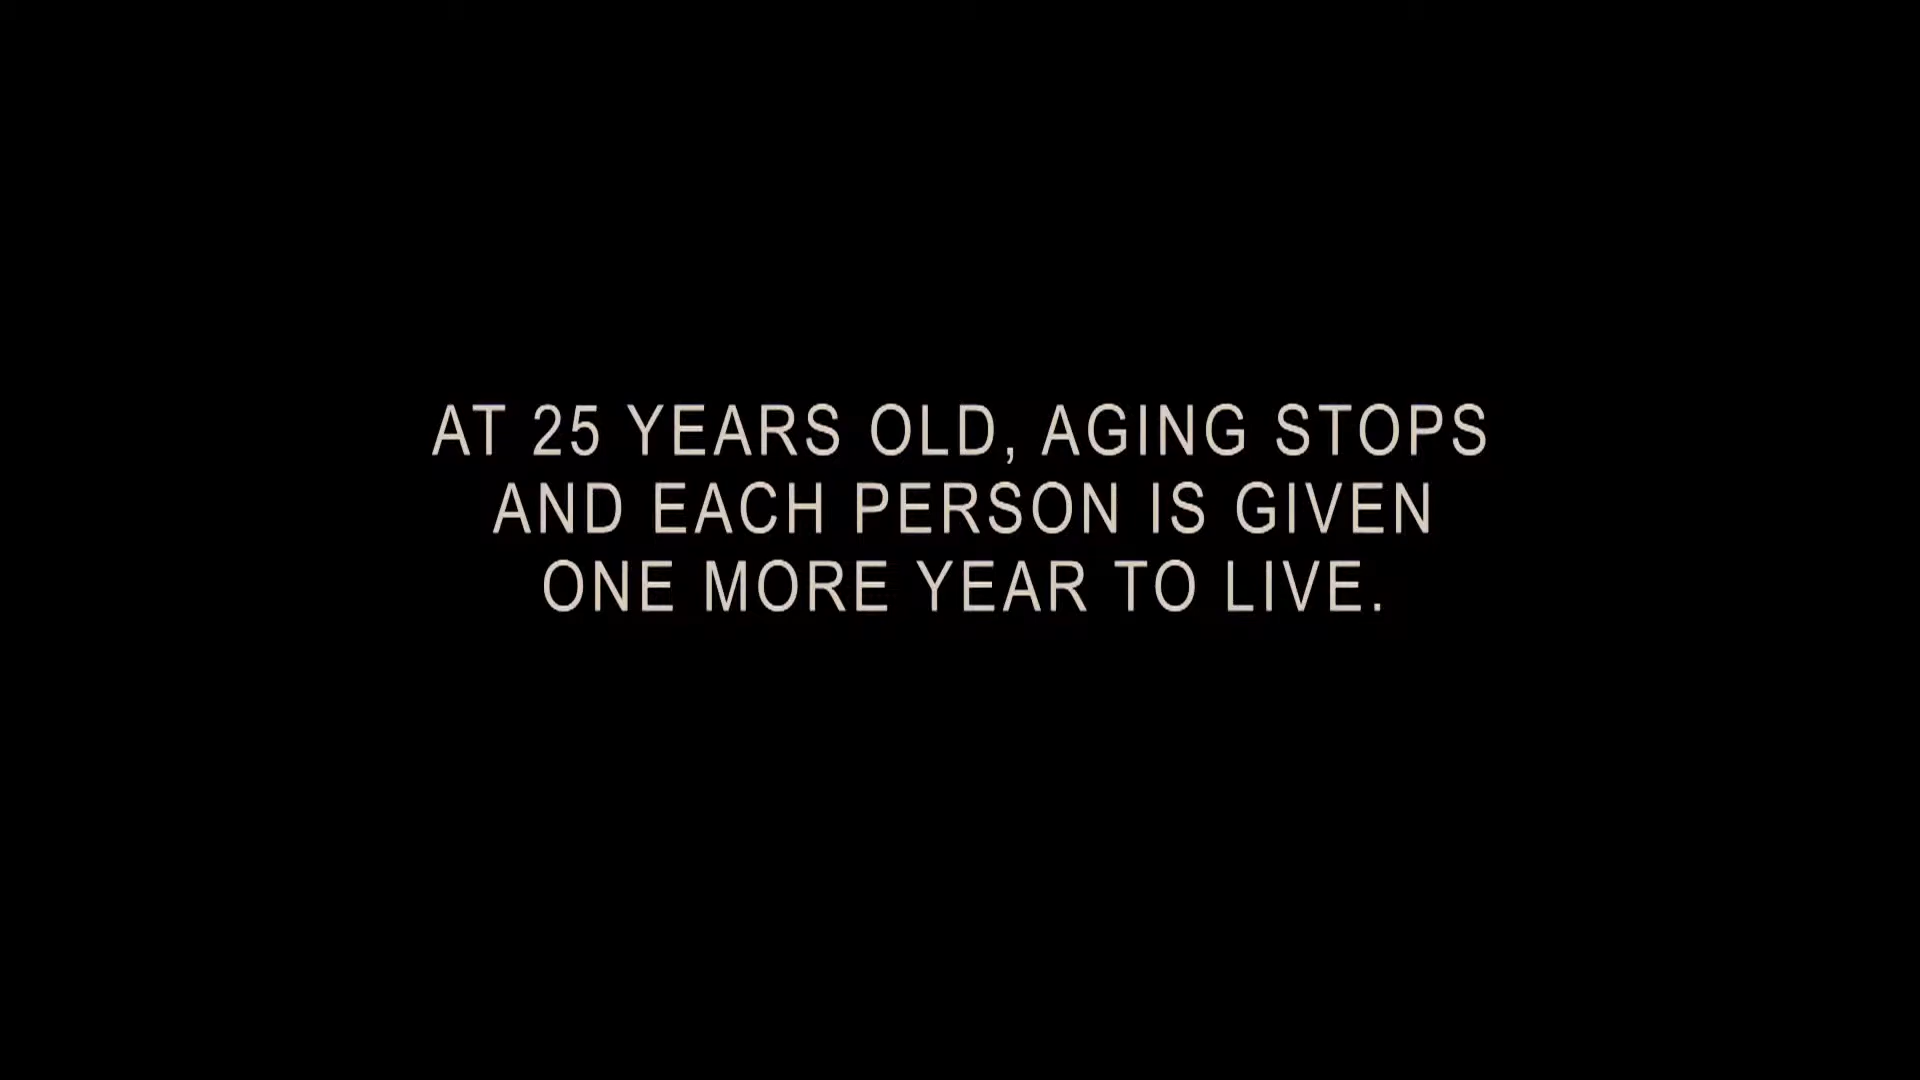 AT 25 YEARS OLD, AGING STOPS
AND EACH PERSON IS GIVEN
ONE MORE YEAR TO LIVE.